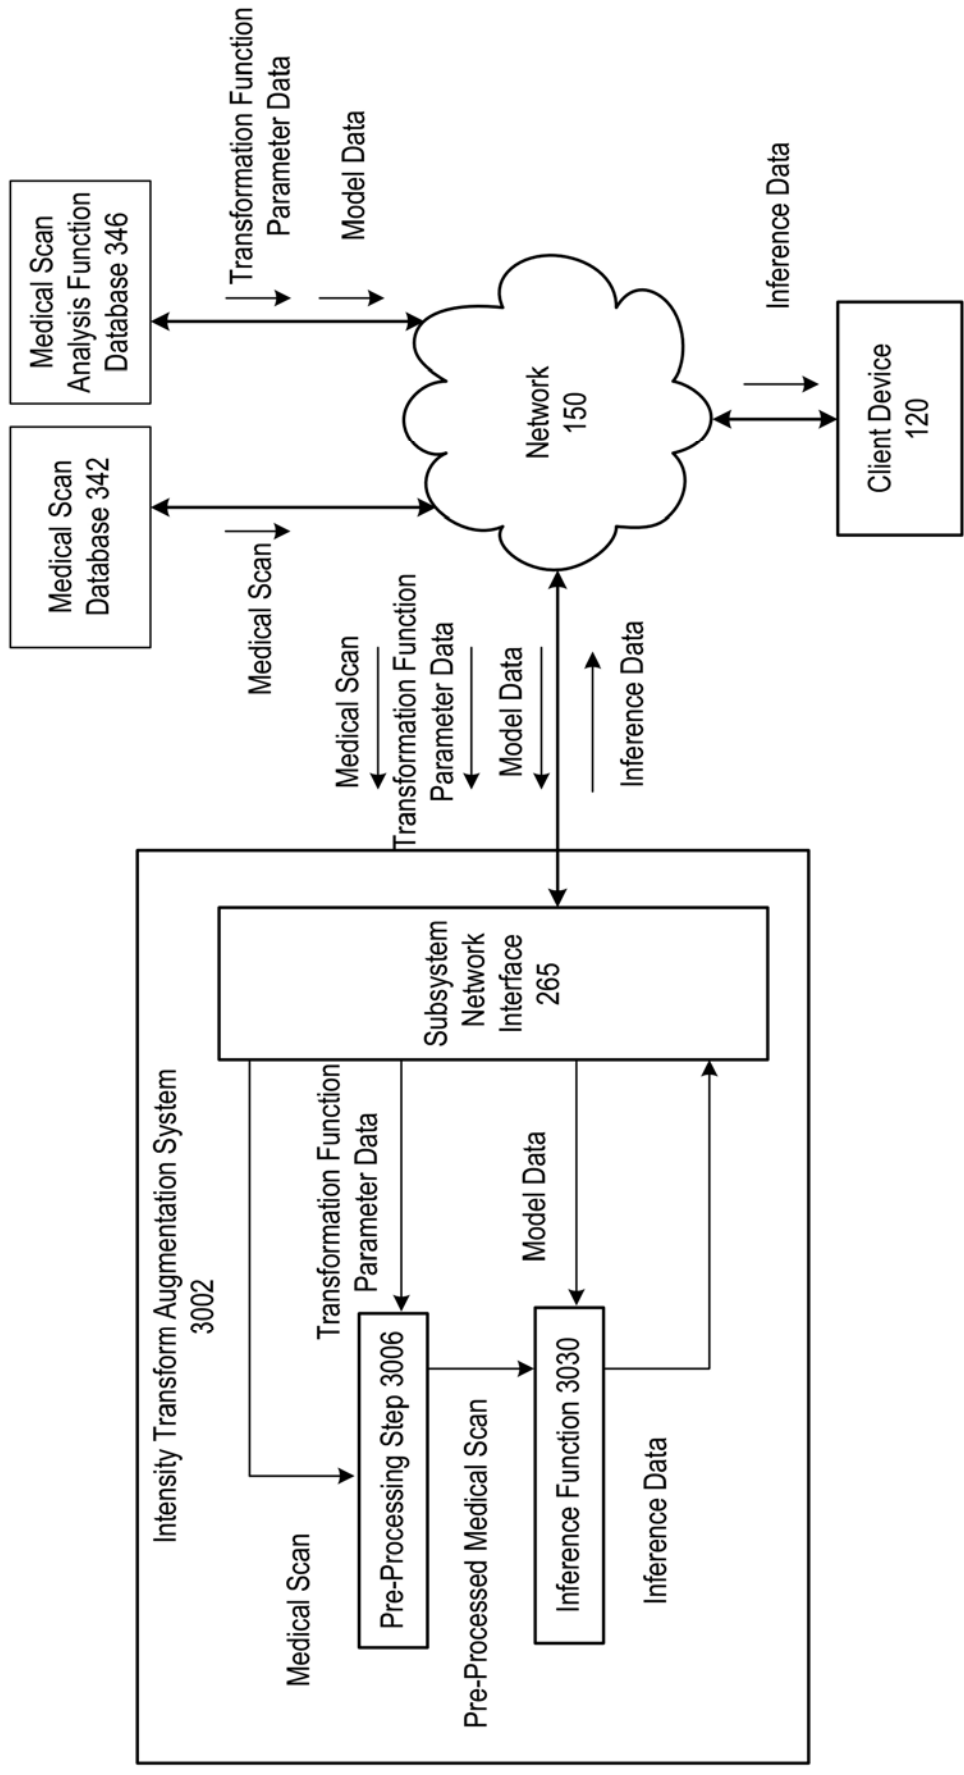 Intensity Transform Augmentation System
3002
Medical Scan
Pre-Processing Step 3006
Transformation Function
Parameter Data
Pre-Processed Medical Scan
Inference Function 3030
Model Data
Inference Data
Subsystem
Network
Interface
265
Medical Scan
Transformation Function
Parameter Data
Model Data
Inference Data
Medical Scan
Database 342
Medical Scan
Medical Scan
Analysis Function
Database 346
Transformation Function
Parameter Data
Model Data
Network
150
Client Device
120
Inference Data